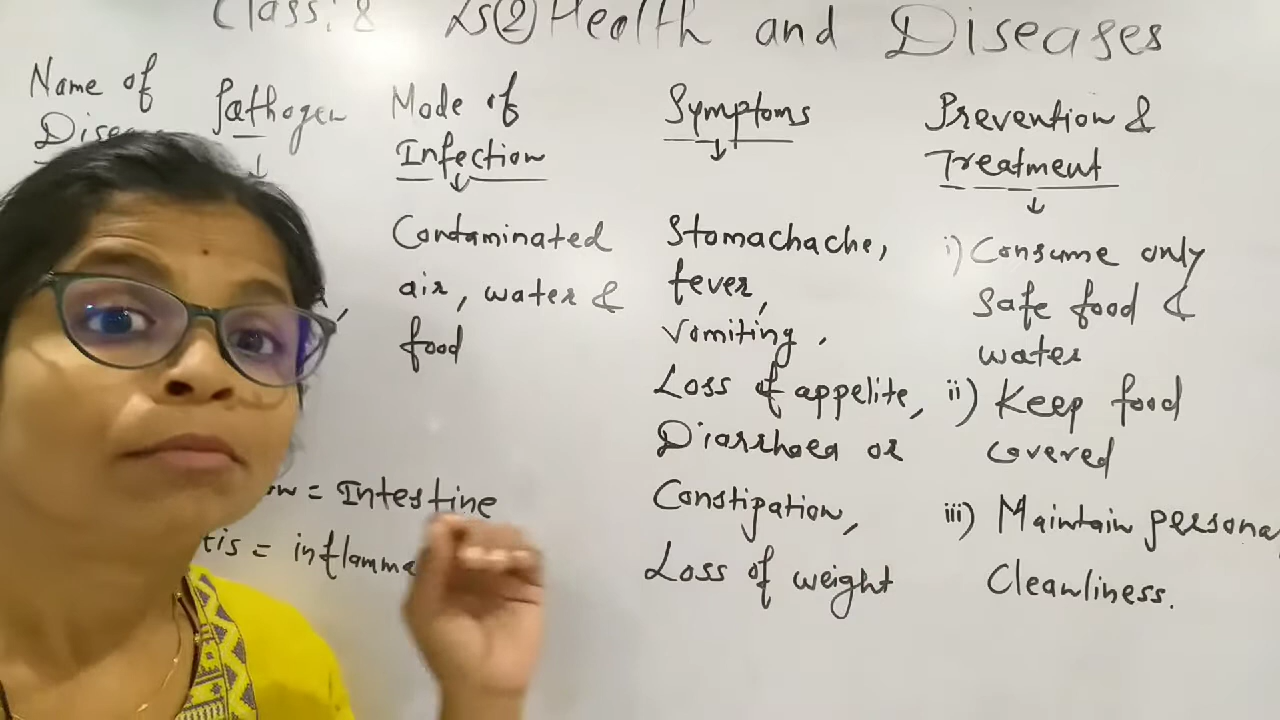 Class: 8 Ls② Health and Diseases
Name of
Pathogen
Mode of
Infection
Contaminated
air, water &
food
= Intestine
tis =
Symptoms
Stomachache,
fever,
Vomiting,
Loss of appelite,
Diarrhoea or
Constipation,
Loss of weight
Prevention &
Treatment
i) Consume only
Safe food &
water
ii) Keep food
covered
iii) Maintain persona
Cleanliness.